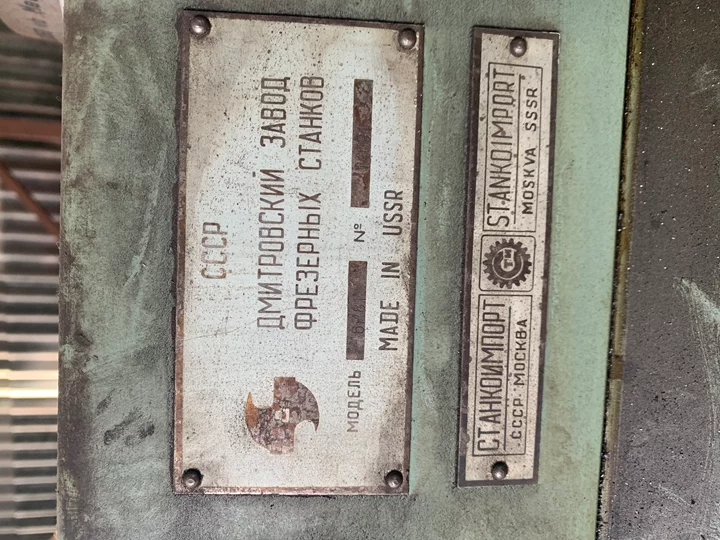 СССР
ДМИТРОВСКИЙ ЗАВОД
ФРЕЗЕРНЫХ СТАНКОВ
МОДЕЛЬ №
MADE IN USSR
СТАНКОИМПОРТ
СССР·МОСКВА
STANKOIMPORT
MOSKVA SSSR